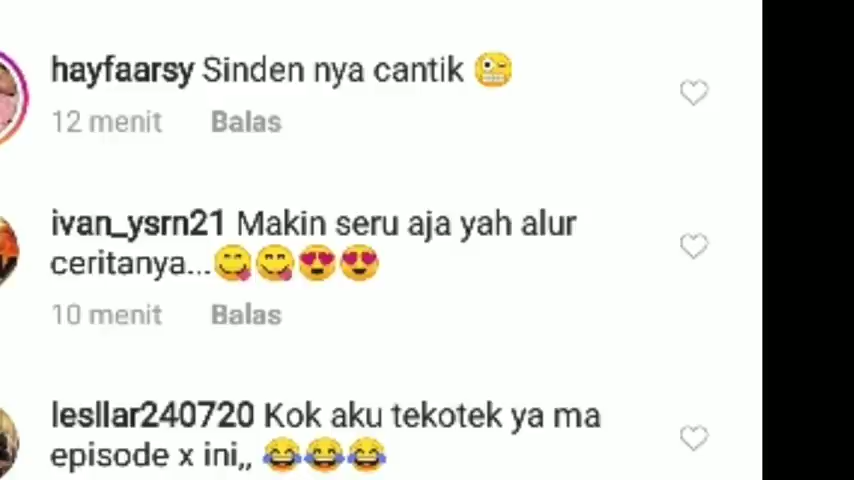 hayfaarsy Sinden nya cantik 🧐
12 menit Balas
ivan_ysrn21 Makin seru aja yah alur
ceritanya...😋😋😍😍
10 menit Balas
lesllar240720 Kok aku tekotek ya ma
episode x ini,, 😂😂😂